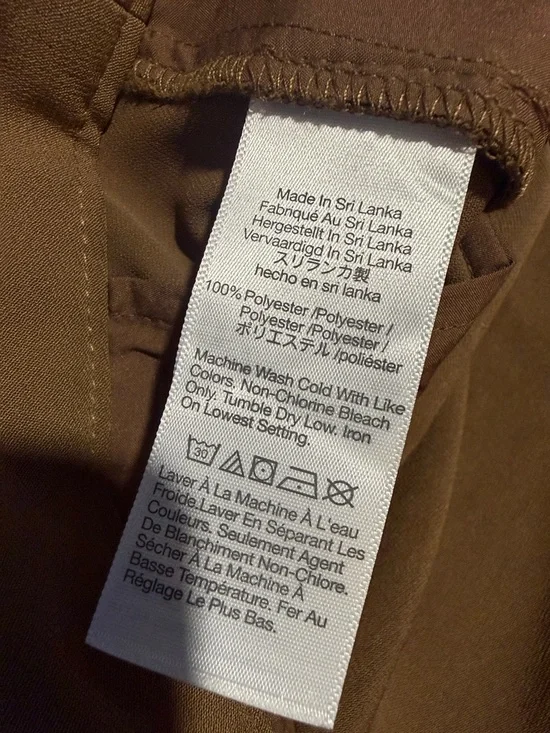 Made In Sri Lanka
Fabriqué Au Sri Lanka
Hergestellt In Sri Lanka
Vervaardigd In Sri Lanka
スリランカ製
hecho en sri lanka
100% Polyester /Polyester /
Polyester /Polyester /
ポリエステル /poliéster
Machine Wash Cold With Like
Colors. Non-Chlorine Bleach
Only. Tumble Dry Low. Iron
On Lowest Setting.
30
Laver À La Machine À L'eau
Froide.Laver En Séparant Les
Couleurs. Seulement Agent
De Blanchiment Non-Chlore.
Sécher À La Machine À
Basse Température. Fer Au
Réglage Le Plus Bas.